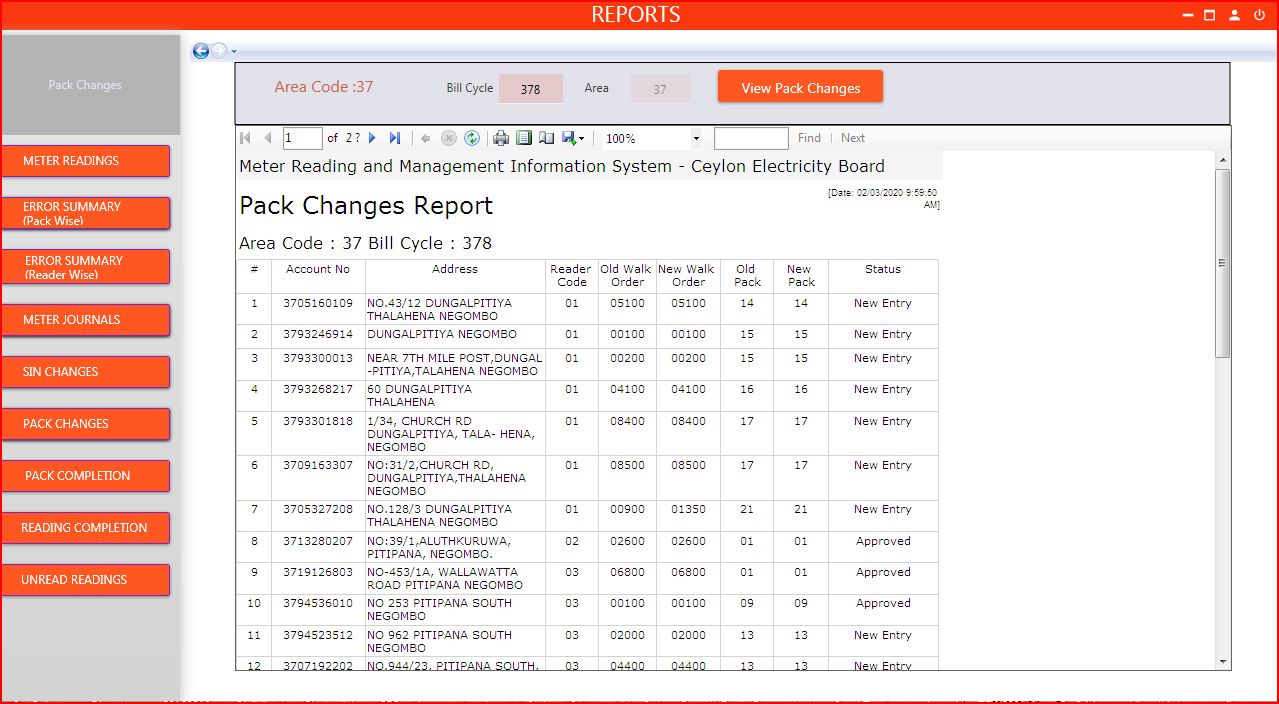 REPORTS
Pack Changes
METER READINGS
ERROR SUMMARY
(Pack Wise)
ERROR SUMMARY
(Reader Wise)
METER JOURNALS
SIN CHANGES
PACK CHANGES
PACK COMPLETION
READING COMPLETION
UNREAD READINGS
Area Code :37 Bill Cycle 378 Area 37 View Pack Changes
1 of 2 ? 100% Find | Next
Meter Reading and Management Information System - Ceylon Electricity Board
[Date: 02/03/2020 9:59:50
AM]
Pack Changes Report
Area Code : 37 Bill Cycle : 378
# Account No Address Reader Old Walk New Walk Old New Status
Code Order Order Pack Pack
1 3705160109 NO.43/12 DUNGALPITIYA 01 05100 05100 14 14 New Entry
THALAHENA NEGOMBO
2 3793246914 DUNGALPITIYA NEGOMBO 01 00100 00100 15 15 New Entry
3 3793300013 NEAR 7TH MILE POST,DUNGAL 01 00200 00200 15 15 New Entry
-PITIYA,TALAHENA NEGOMBO
4 3793268217 60 DUNGALPITIYA 01 04100 04100 16 16 New Entry
THALAHENA
5 3793301818 1/34, CHURCH RD 01 08400 08400 17 17 New Entry
DUNGALPITIYA, TALA- HENA,
NEGOMBO
6 3709163307 NO:31/2,CHURCH RD, 01 08500 08500 17 17 New Entry
DUNGALPITIYA,THALAHENA
NEGOMBO
7 3705327208 NO.128/3 DUNGALPITIYA 01 00900 01350 21 21 New Entry
THALAHENA NEGOMBO
8 3713280207 NO:39/1,ALUTHKURUWA, 02 02600 02600 01 01 Approved
PITIPANA, NEGOMBO.
9 3719126803 NO-453/1A, WALLAWATTA 03 06800 06800 01 01 Approved
ROAD PITIPANA NEGOMBO
10 3794536010 NO 253 PITIPANA SOUTH 03 00100 00100 09 09 Approved
NEGOMBO
11 3794523512 NO 962 PITIPANA SOUTH 03 02000 02000 13 13 New Entry
NEGOMBO
12 3707192202 NO.944/23, PITIPANA SOUTH, 03 04400 04400 13 13 New Entry